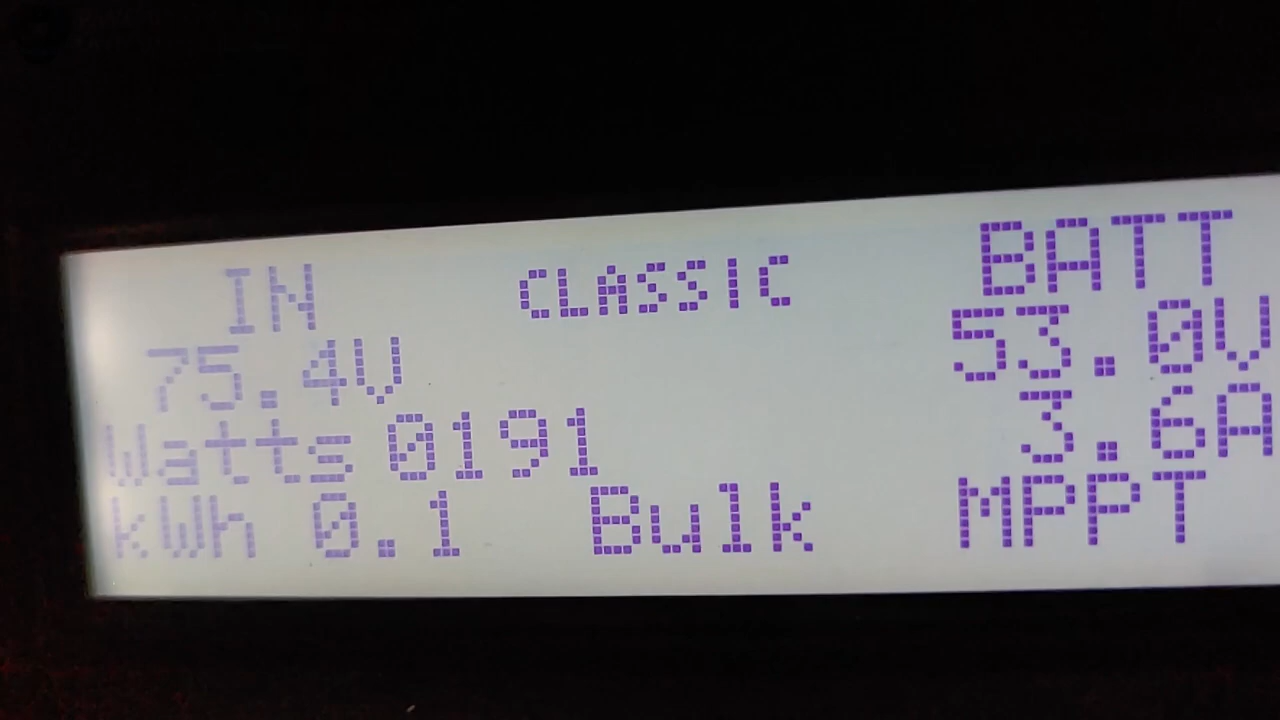 IN CLASSIC BATT
75.4V 53.0V
Watts 0191 3.6A
kWh 0.1 Bulk MPPT